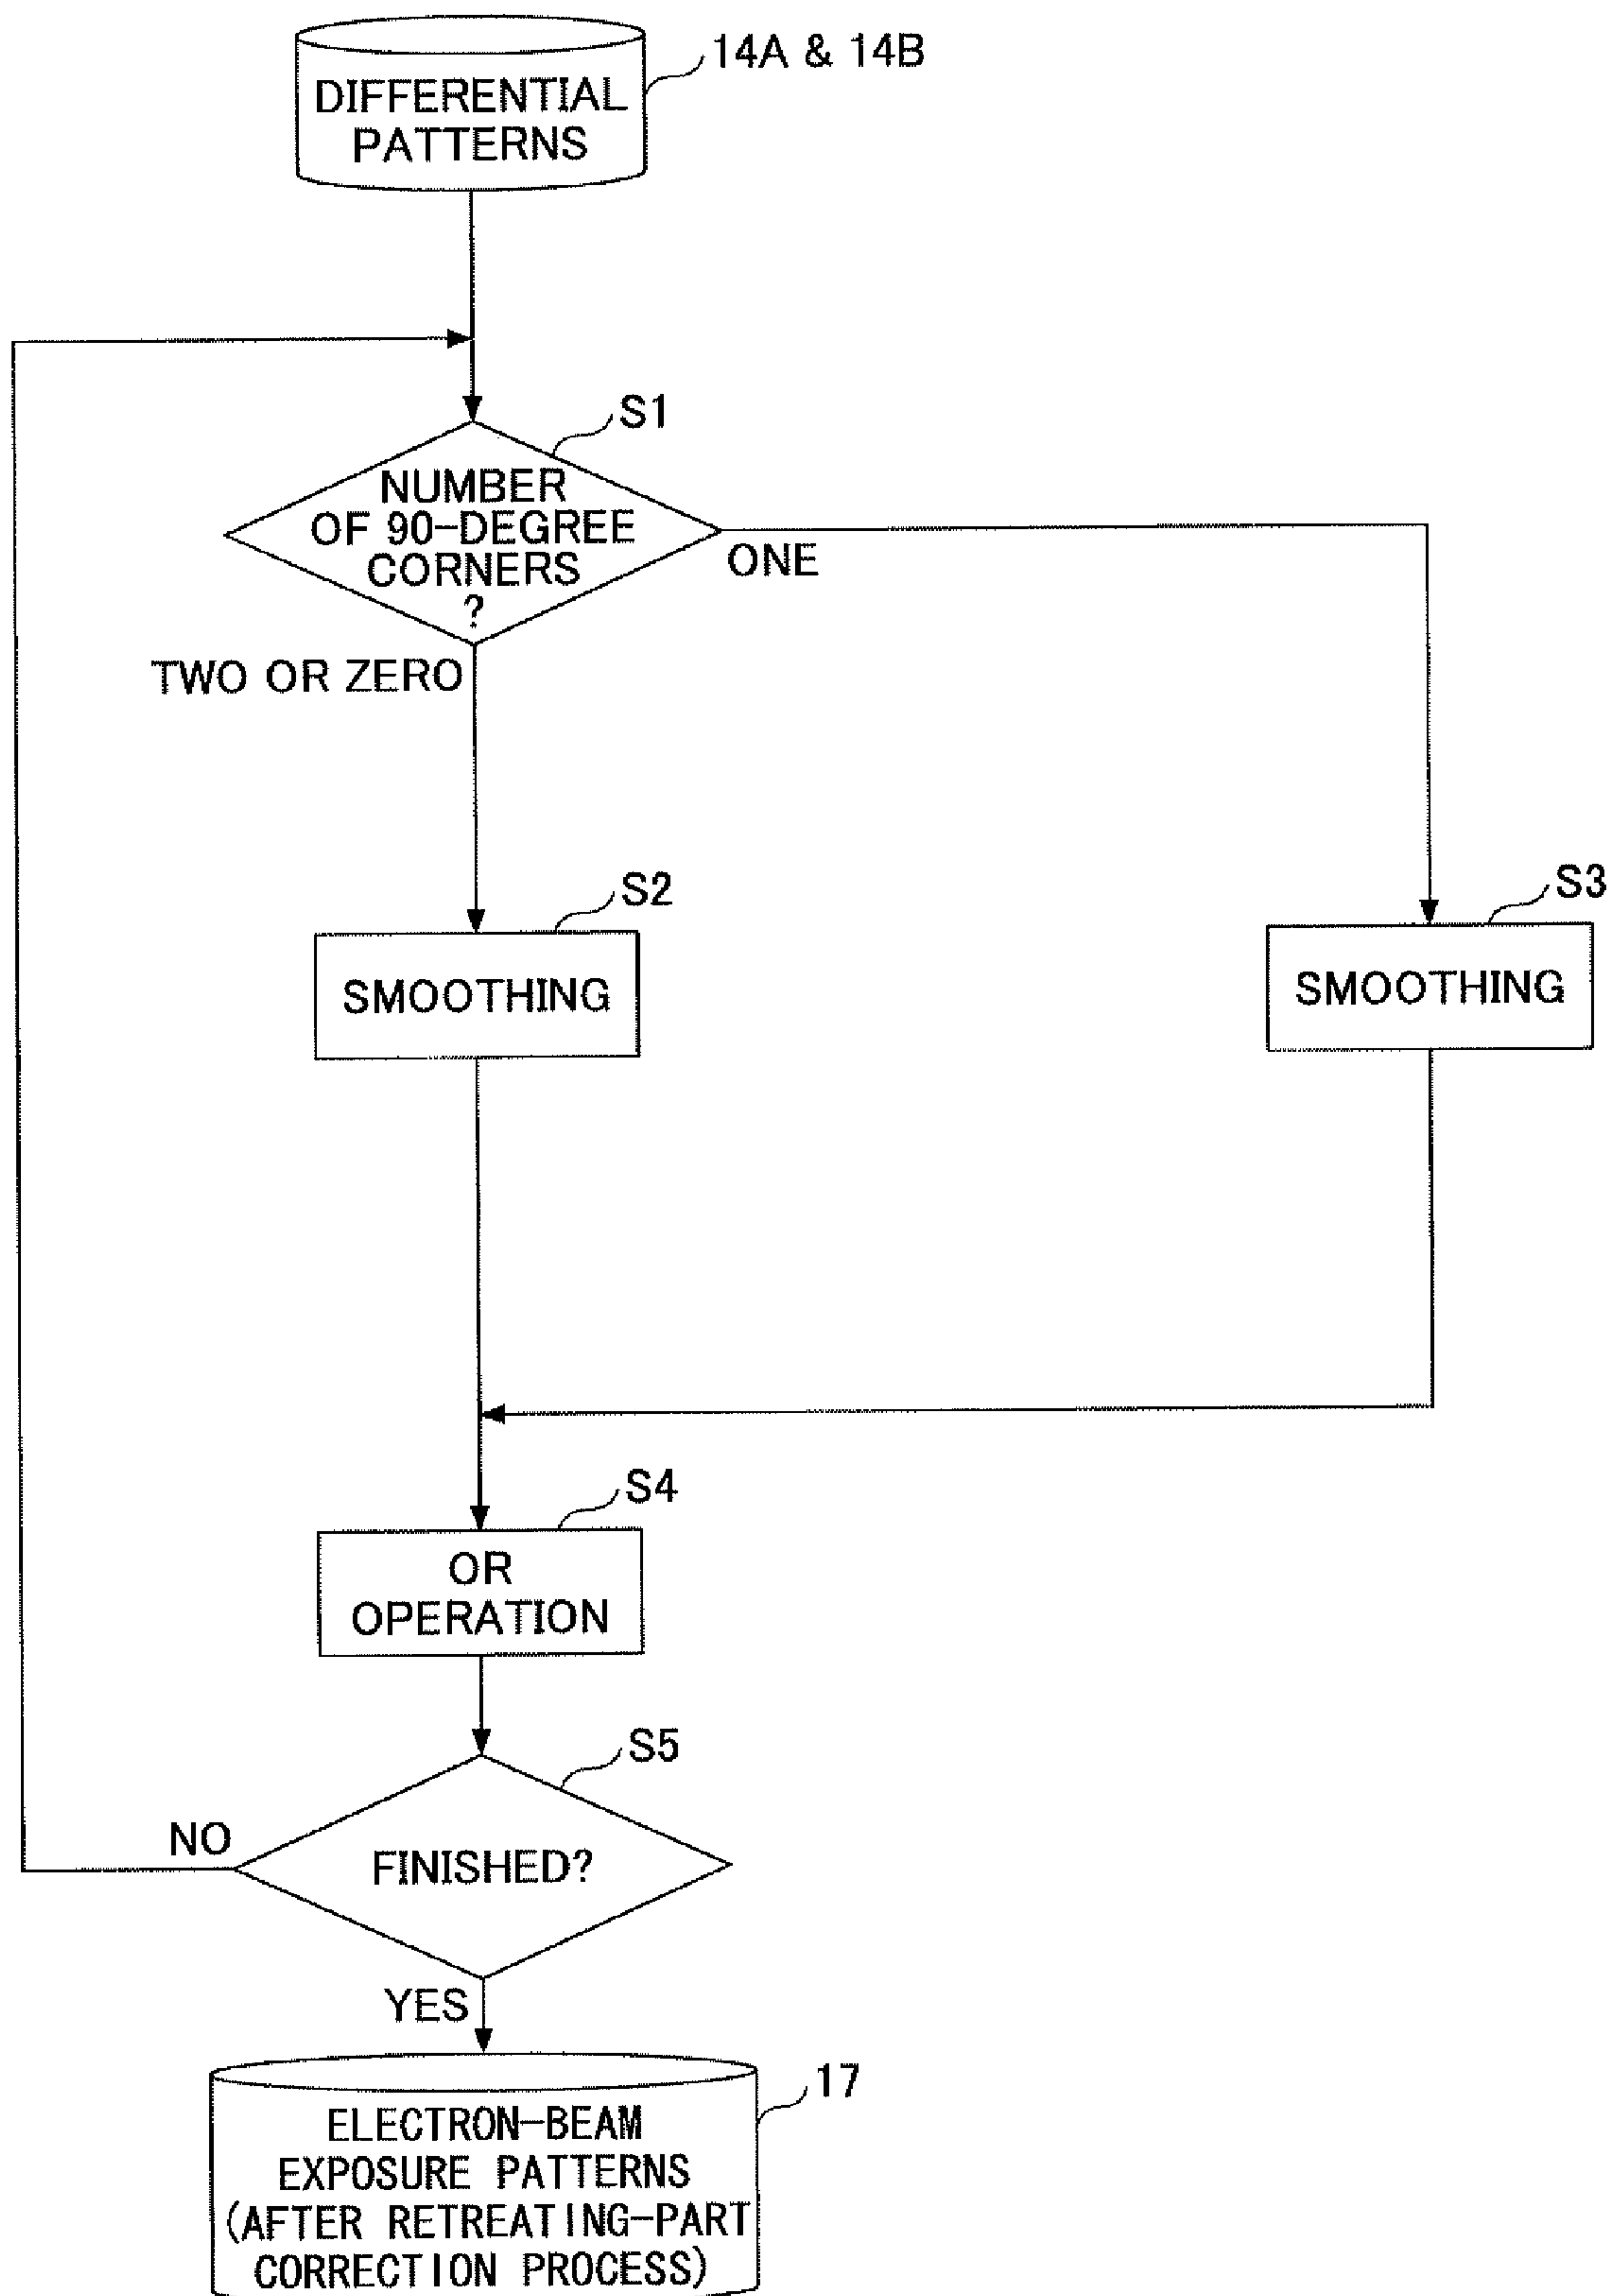 14A & 14B
DIFFERENTIAL
PATTERNS
S1
NUMBER
OF 90-DEGREE
CORNERS
?
ONE
TWO OR ZERO
S2
S3
SMOOTHING
SMOOTHING
S4
OR
OPERATION
S5
NO
FINISHED?
YES
17
ELECTRON-BEAM
EXPOSURE PATTERNS
(AFTER RETREATING-PART
CORRECTION PROCESS)